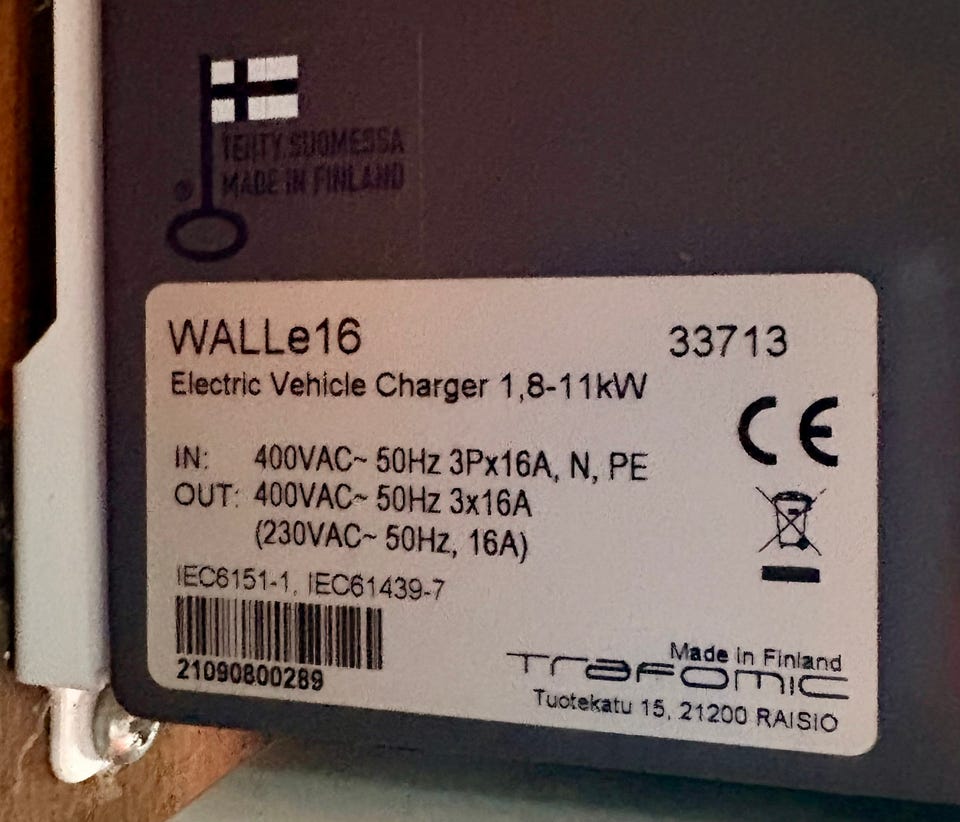 TEHTY SUOMESSA
® MADE IN FINLAND
WALLe16 33713
Electric Vehicle Charger 1,8-11kW
CE
IN: 400VAC~ 50Hz 3Px16A, N, PE
OUT: 400VAC~ 50Hz 3x16A
(230VAC~ 50Hz, 16A)
IEC6151-1, IEC61439-7
21090800289
Made in Finland
Trafomic
Tuotekatu 15, 21200 RAISIO